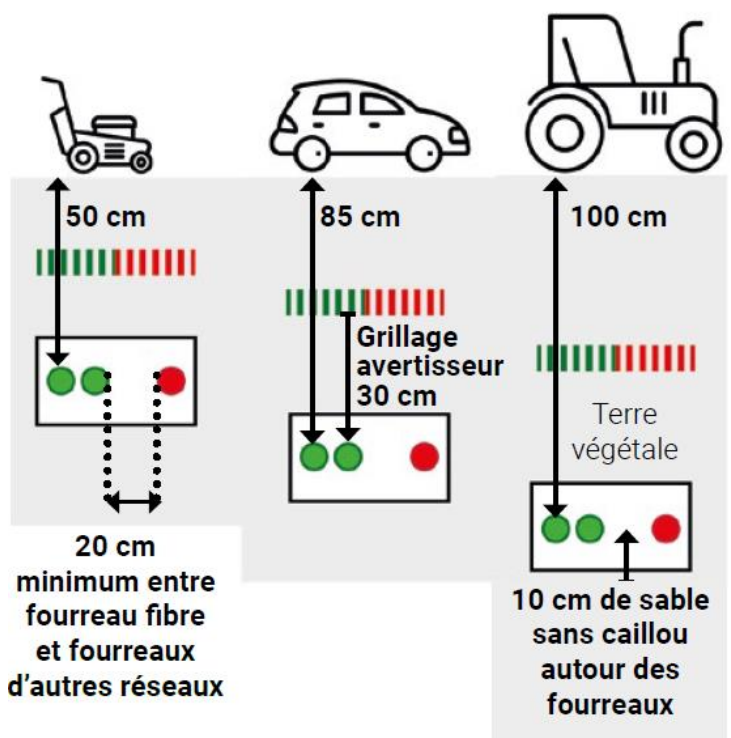 50 cm
85 cm
100 cm
Grillage
avertisseur
30 cm
Terre
végétale
20 cm
minimum entre
fourreau fibre
et fourreaux
d'autres réseaux
10 cm de sable
sans caillou
autour des
fourreaux